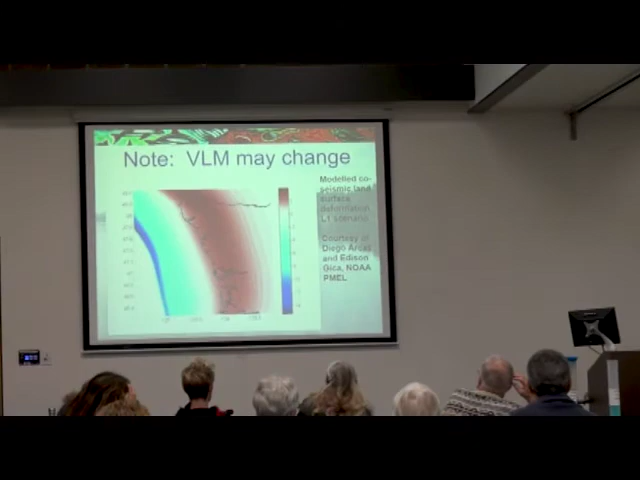 Note: VLM may change
Modelled co-
seismic land
surface
deformation
L1 scenario
Courtesy of
Diego Arcas
and Edison
Gica, NOAA
PMEL